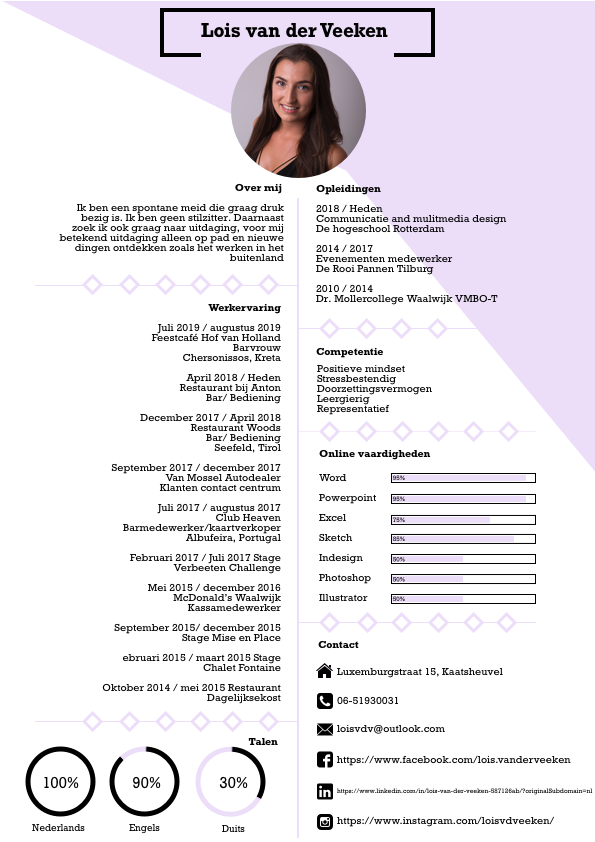 Lois van der Veeken
Over mij
Ik ben een spontane meid die graag druk
bezig is. Ik ben geen stilzitter. Daarnaast
zoek ik ook graag naar uitdaging, voor mij
betekend uitdaging alleen op pad en nieuwe
dingen ontdekken zoals het werken in het
buitenland
Werkervaring
Juli 2019 / augustus 2019
Feestcafé Hof van Holland
Barvrouw
Chersonissos, Kreta
April 2018 / Heden
Restaurant bij Anton
Bar/ Bediening
December 2017 / April 2018
Restaurant Woods
Bar/ Bediening
Seefeld, Tirol
September 2017 / december 2017
Van Mossel Autodealer
Klanten contact centrum
Juli 2017 / augustus 2017
Club Heaven
Barmedewerker/kaartverkoper
Albufeira, Portugal
Februari 2017 / Juli 2017 Stage
Verbeeten Challenge
Mei 2015 / december 2016
McDonald's Waalwijk
Kassamedewerker
September 2015/ december 2015
Stage Mise en Place
ebruari 2015 / maart 2015 Stage
Chalet Fontaine
Oktober 2014 / mei 2015 Restaurant
Dagelijksekost
Talen
100%
90%
30%
Nederlands
Engels
Duits
Opleidingen
2018 / Heden
Communicatie and mulitmedia design
De hogeschool Rotterdam
2014 / 2017
Evenementen medewerker
De Rooi Pannen Tilburg
2010 / 2014
Dr. Mollercollege Waalwijk VMBO-T
Competentie
Positieve mindset
Stressbestendig
Doorzettingsvermogen
Leergierig
Representatief
Online vaardigheden
Word 95%
Powerpoint 95%
Excel 75%
Sketch 85%
Indesign 50%
Photoshop 50%
Illustrator 50%
Contact
Luxemburgstraat 15, Kaatsheuvel
06-51930031
loisvdv@outlook.com
https://www.facebook.com/lois.vanderveeken
https://www.linkedin.com/in/lois-van-der-veeken-587126ab/?originalSubdomain=nl
https://www.instagram.com/loisvdveeken/